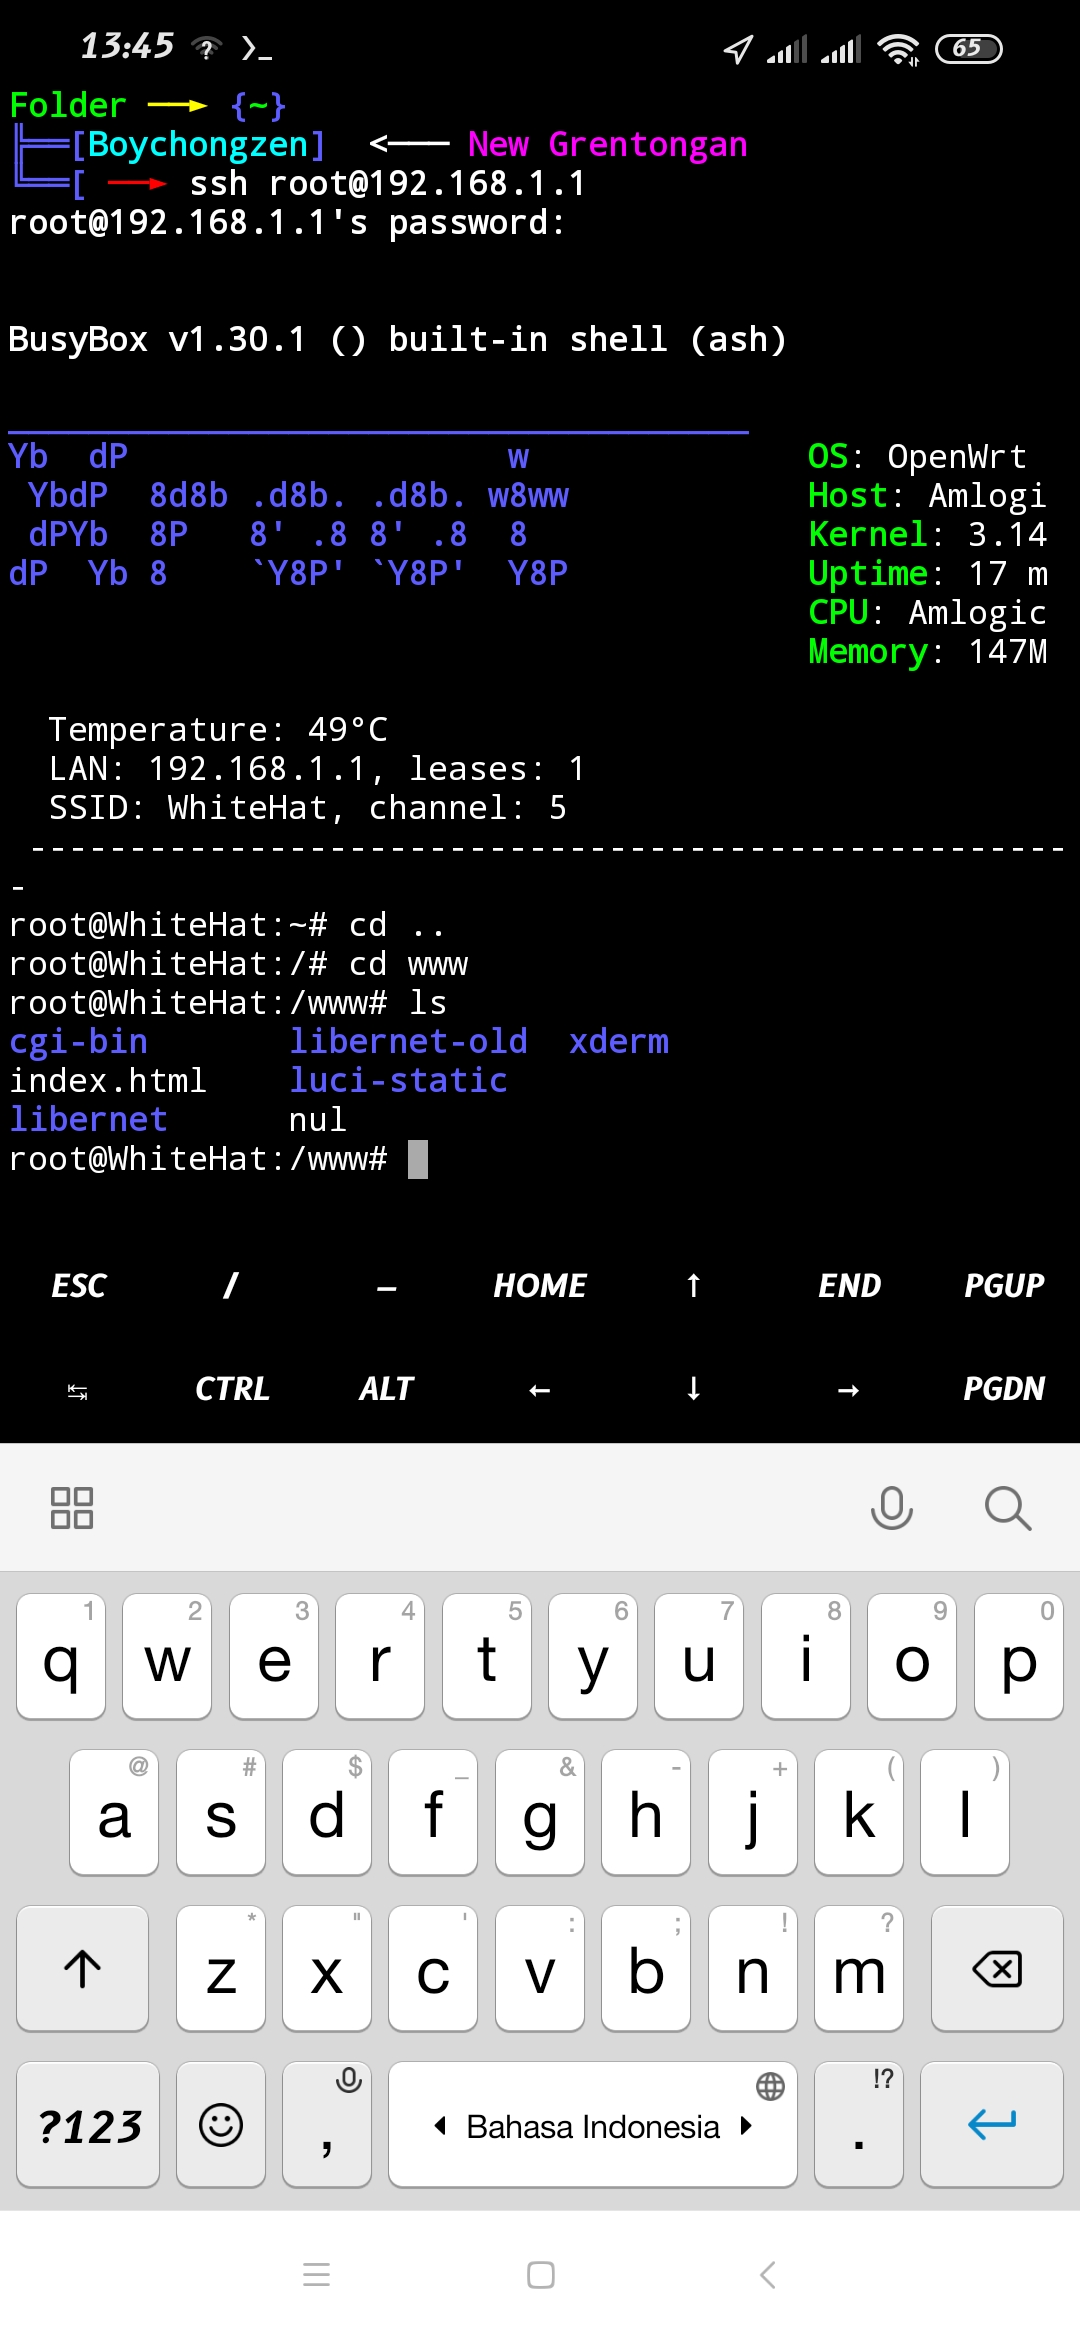 13:45 65
Folder ──► {~}
╠══[Boychongzen] <─── New Grentongan
╚══[ ──► ssh root@192.168.1.1
root@192.168.1.1's password:
BusyBox v1.30.1 () built-in shell (ash)
Yb  dP                   w
 YbdP  8d8b .d8b. .d8b. w8ww
 dPYb  8P   8' .8 8' .8  8
dP  Yb 8    `Y8P' `Y8P'  Y8P
OS: OpenWrt
Host: Amlogi
Kernel: 3.14
Uptime: 17 m
CPU: Amlogic
Memory: 147M
Temperature: 49°C
LAN: 192.168.1.1, leases: 1
SSID: WhiteHat, channel: 5
----------------------------------------------------
-
root@WhiteHat:~# cd ..
root@WhiteHat:/# cd www
root@WhiteHat:/www# ls
cgi-bin       libernet-old  xderm
index.html    luci-static
libernet      nul
root@WhiteHat:/www#
ESC / – HOME ↑ END PGUP
↹ CTRL ALT ← ↓ → PGDN
1 2 3 4 5 6 7 8 9 0
q w e r t y u i o p
@ # $ _ & - + ( )
a s d f g h j k l
* " ' : ; ! ?
z x c v b n m
!?
?123 , Bahasa Indonesia .